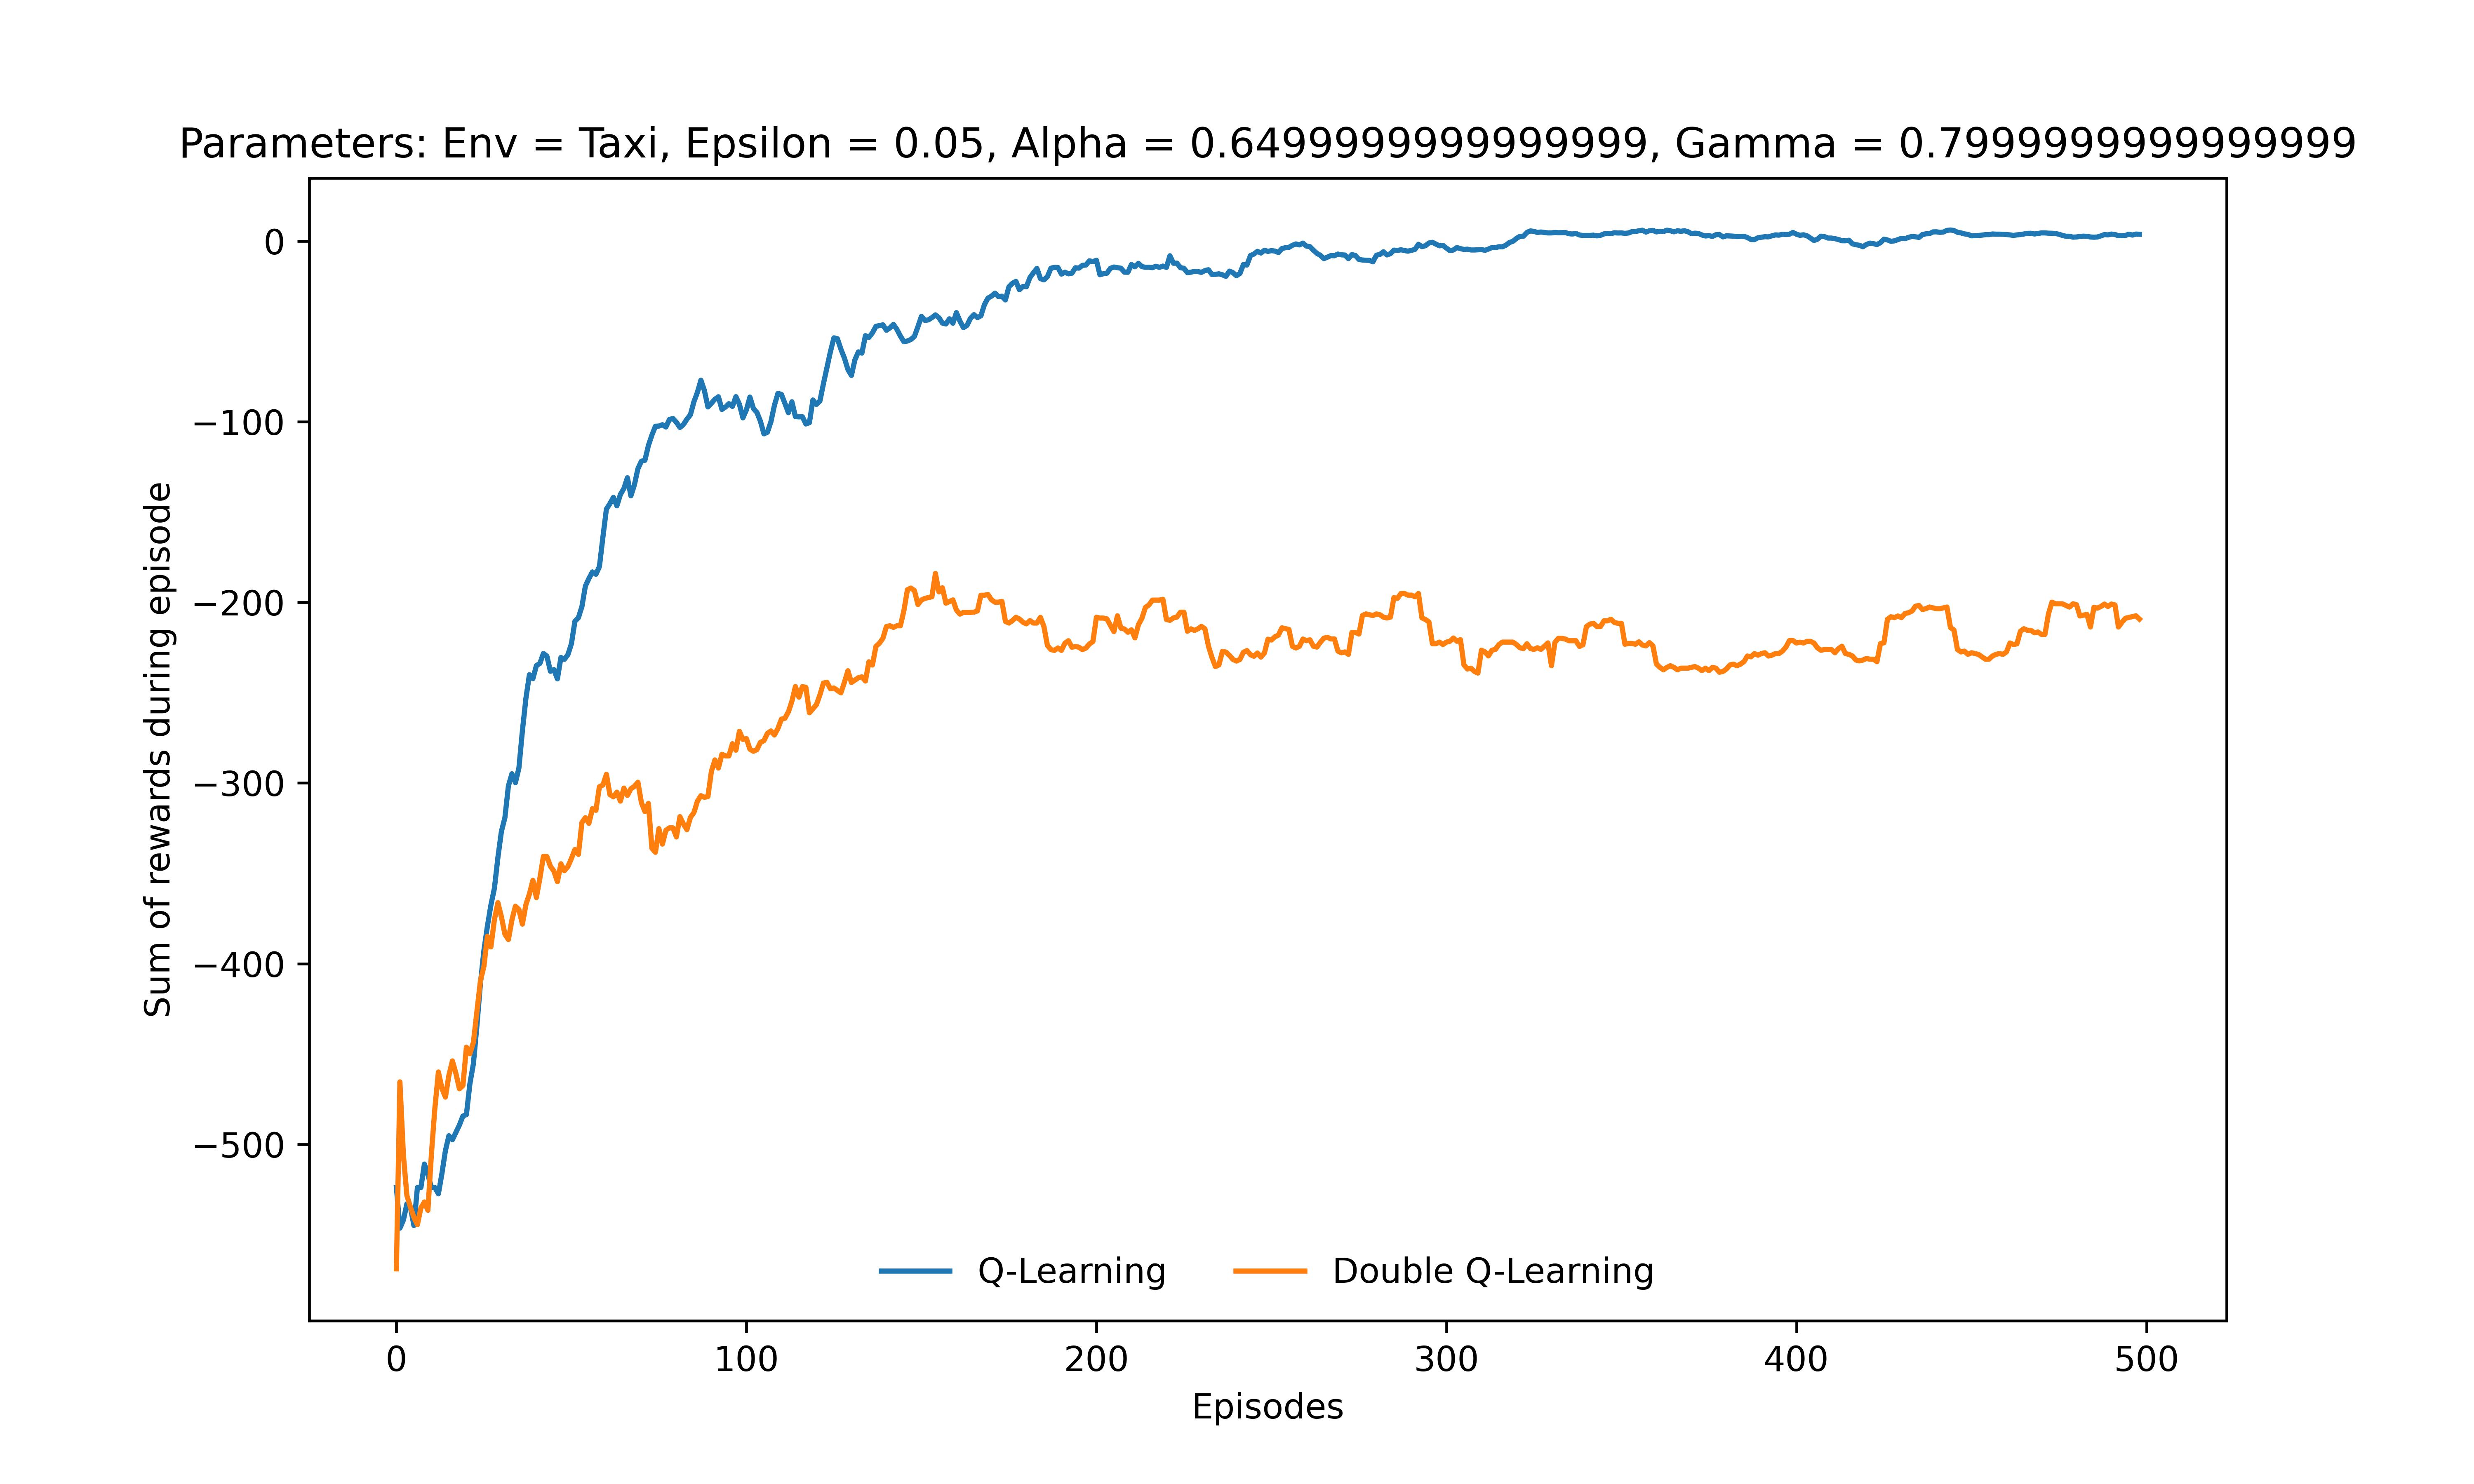 Parameters: Env = Taxi, Epsilon = 0.05, Alpha = 0.6499999999999999, Gamma = 0.7999999999999999
Sum of rewards during episode
0
−100
−200
−300
−400
−500
Q-Learning
Double Q-Learning
0
100
200
300
400
500
Episodes